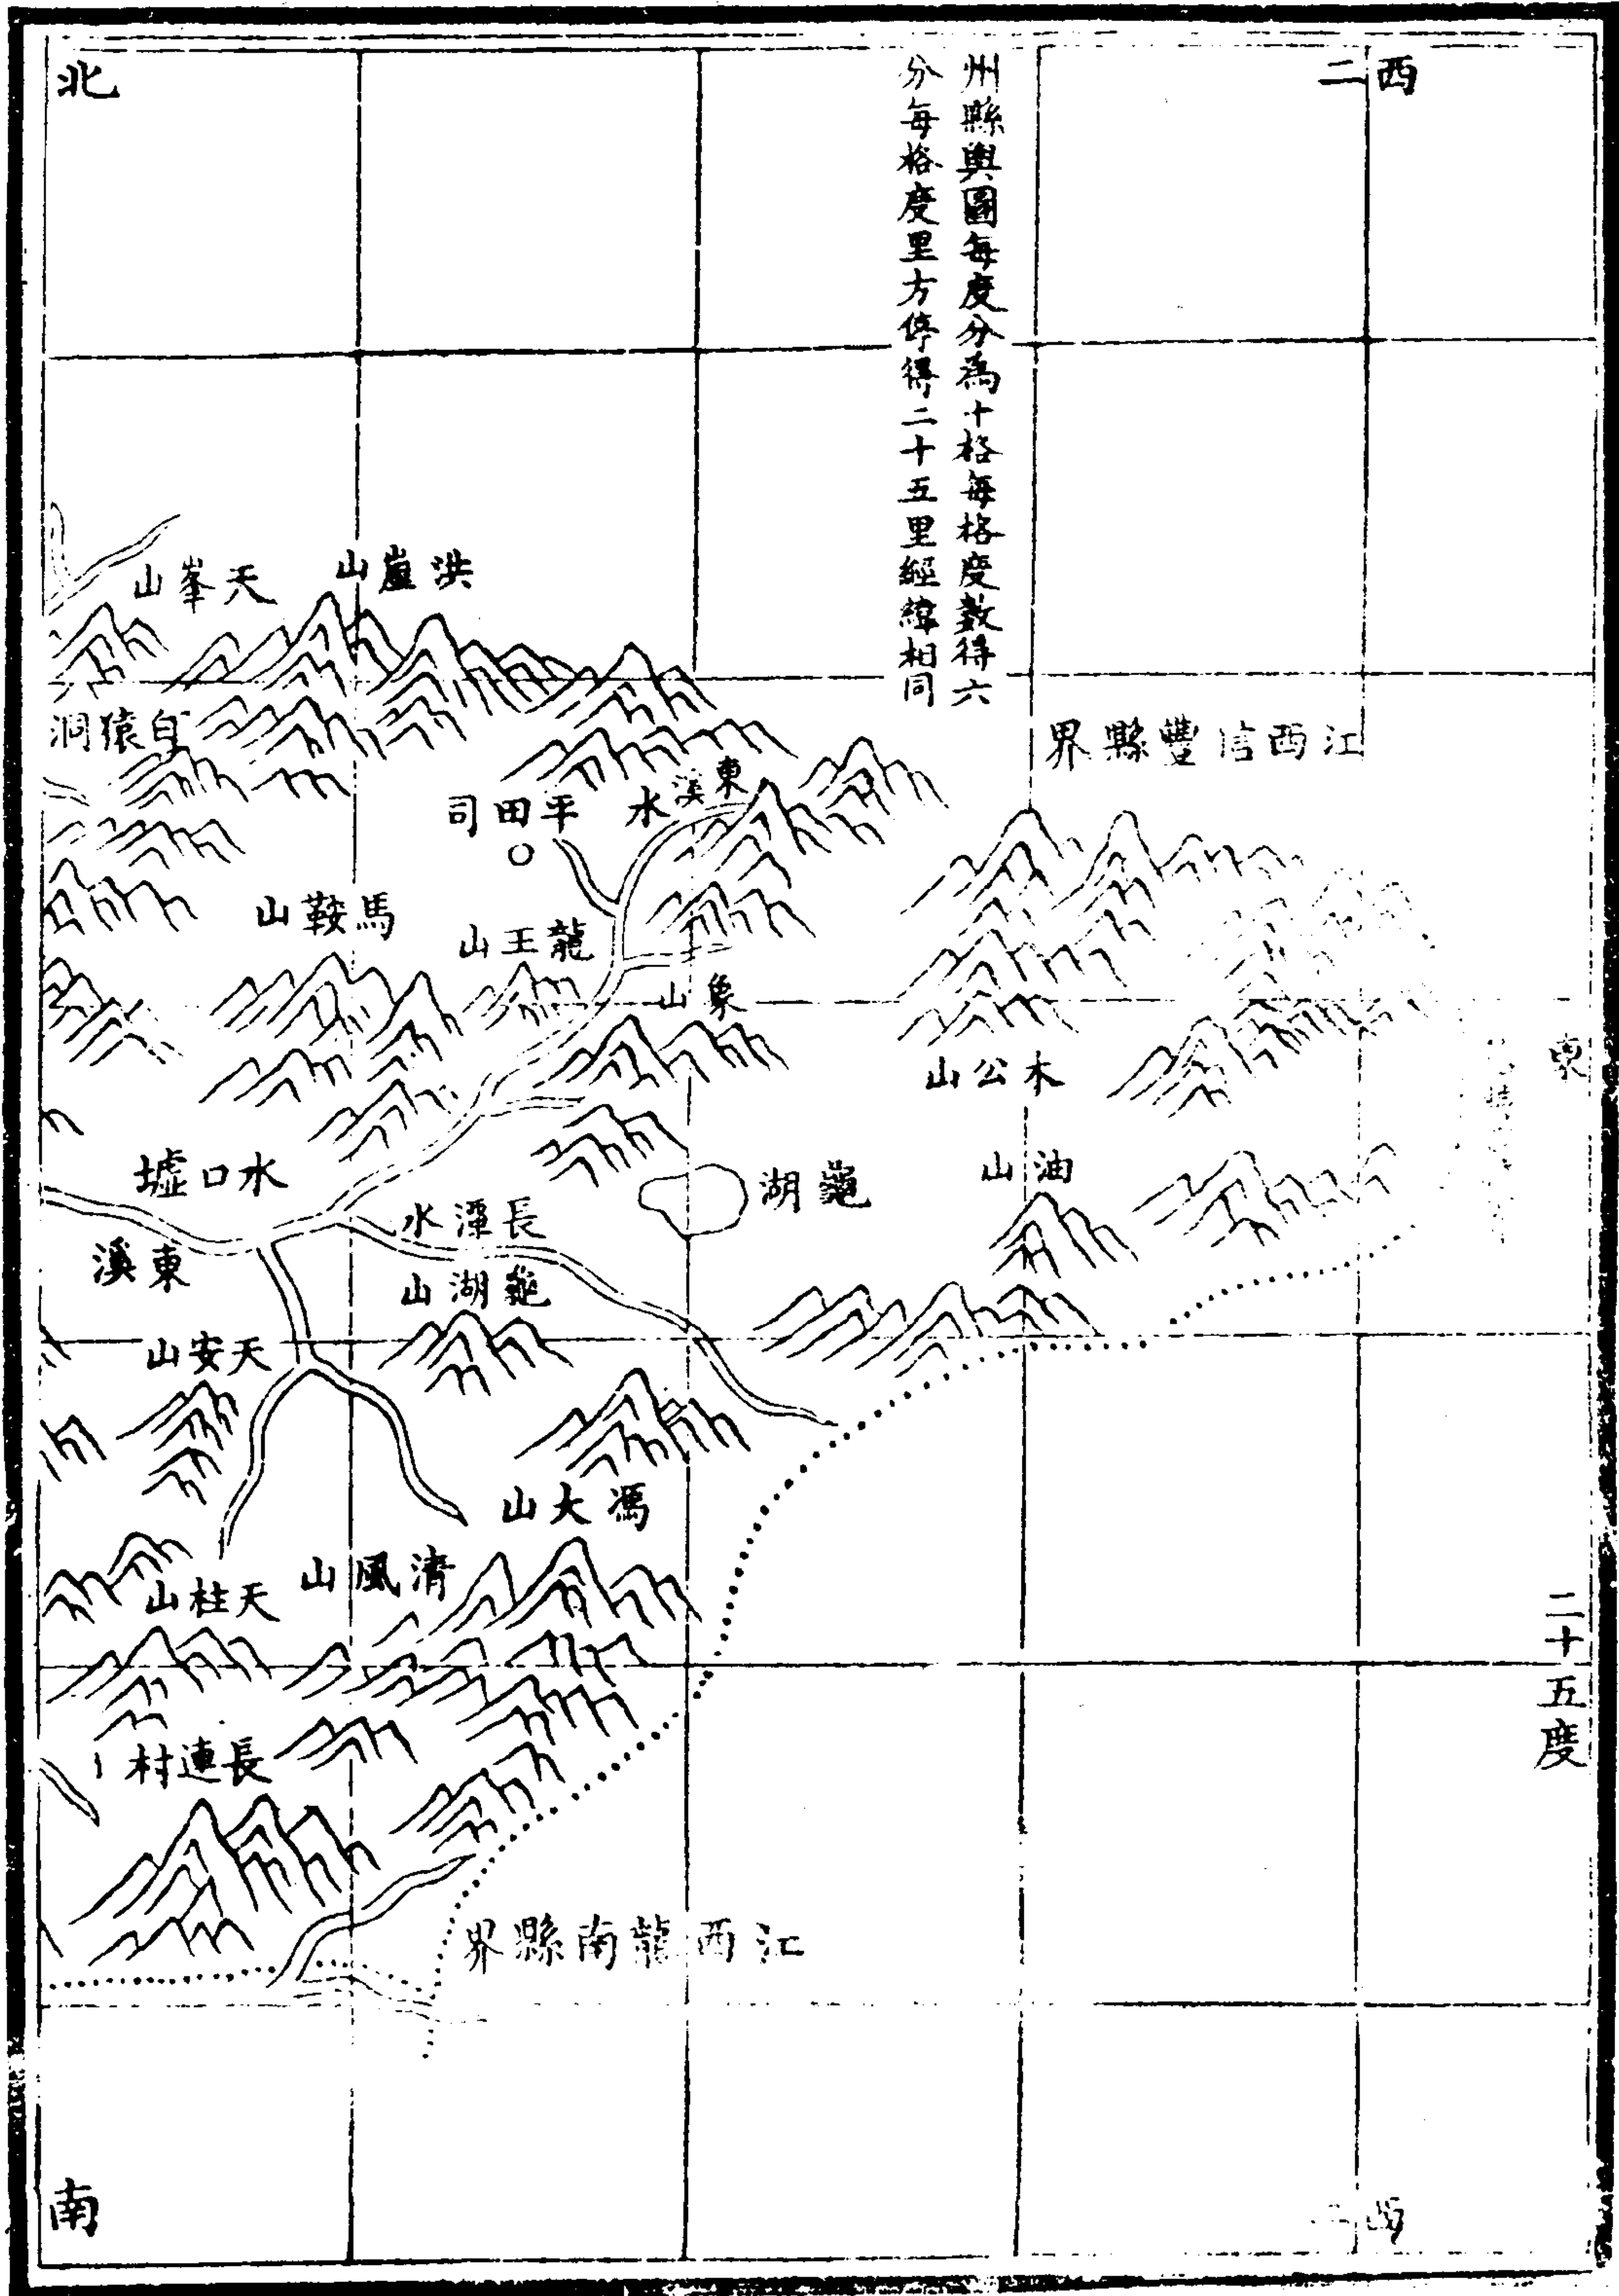 北
西二
州縣輿圖每度分為十格每格度數得六
分每格度里方停得二十五里經緯相同
洪崖山
天峯山
白猿洞
江西信豐縣界
東溪水
平田司
馬鞍山
龍王山
象山
東
木公山
油山
水口墟
龜湖
長潭水
東溪
龜湖山
天安山
馮大山
清風山
天柱山
二十五度
長連村
江西龍南縣界
南
西